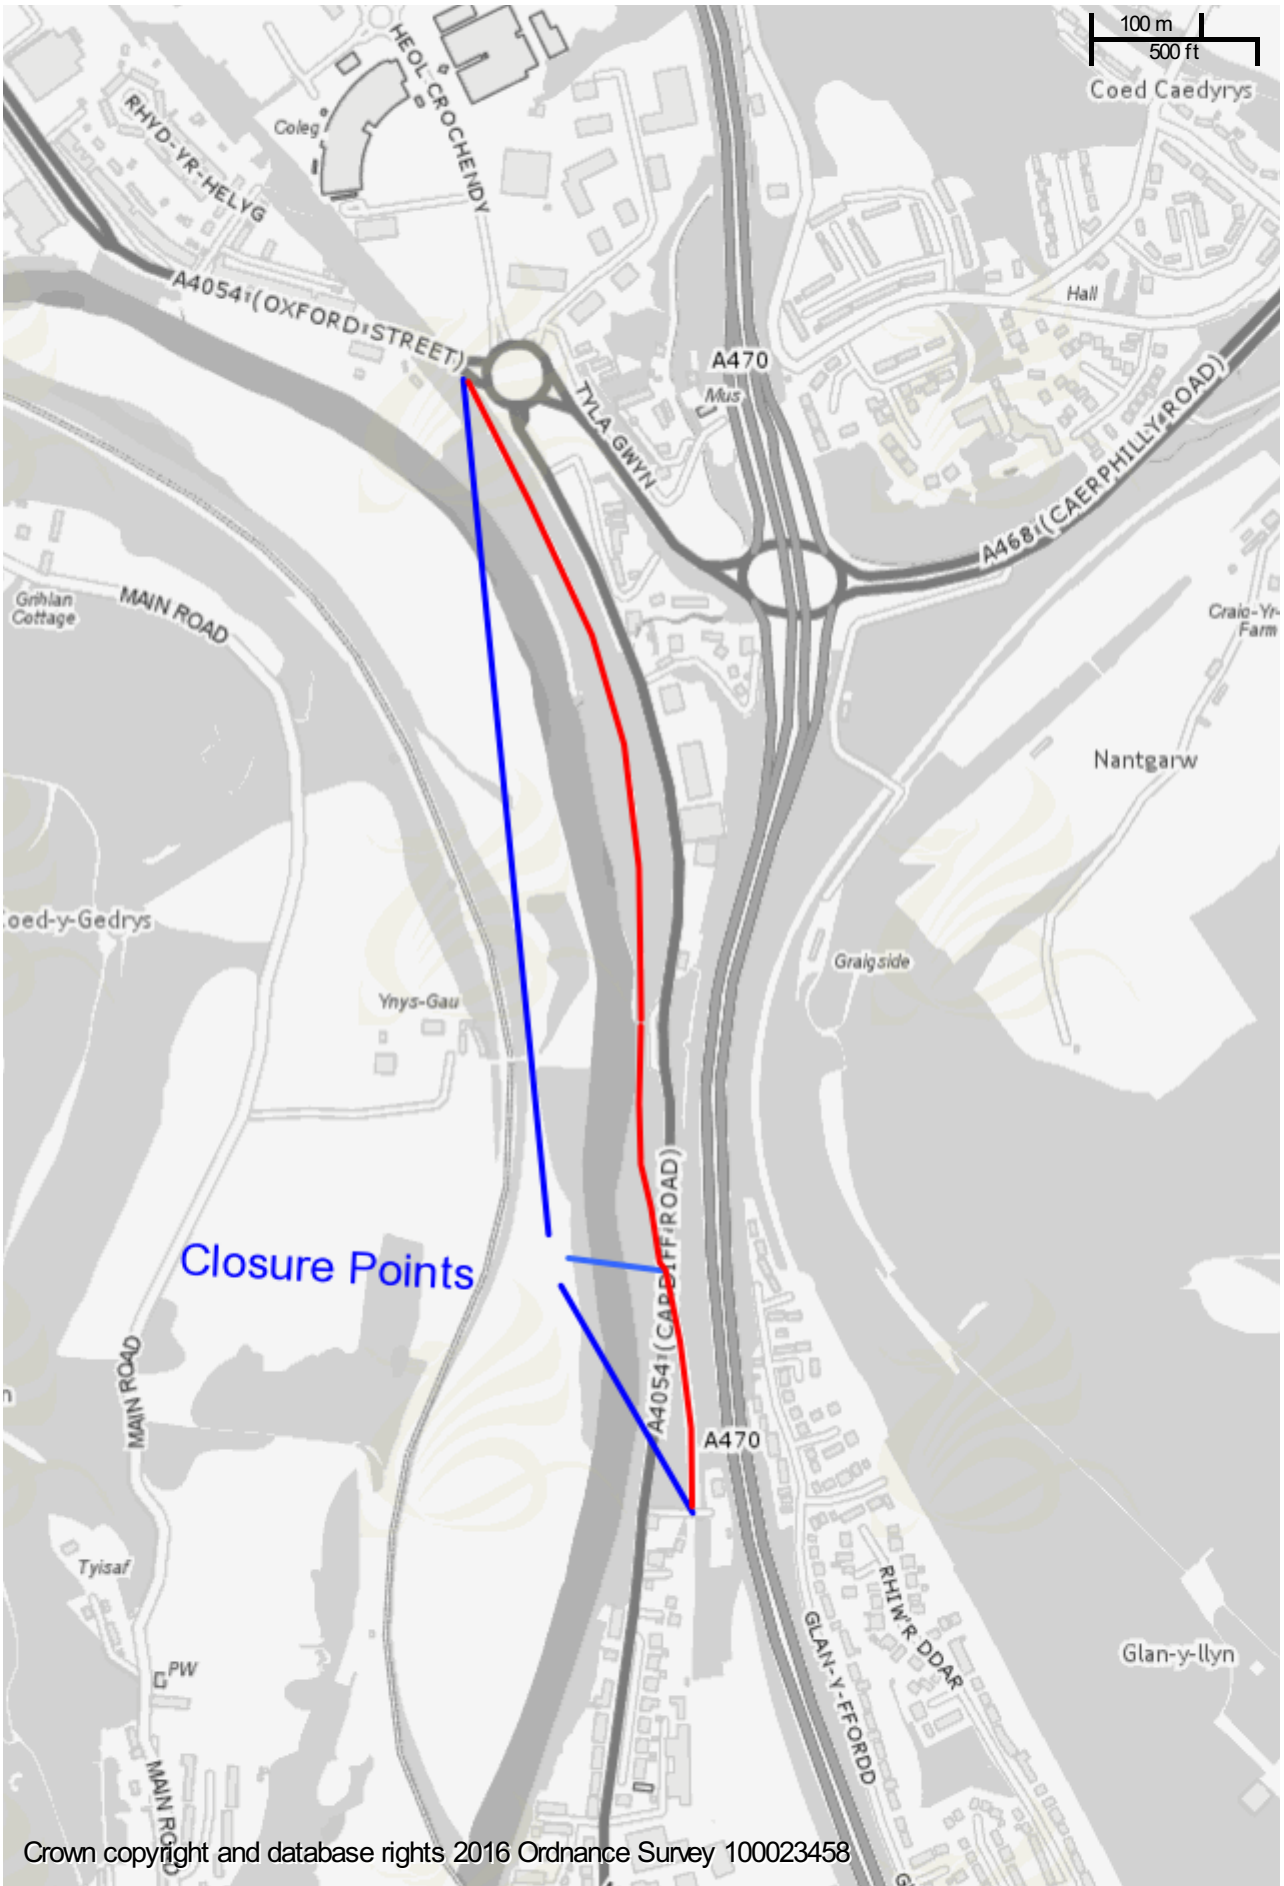 100 m
500 ft
Coed Caedyrys
HEOL CROCHENDY
RHYD-YR-HELYG
Coleg
A4054 (OXFORD STREET)
Hall
A470
Mus
TYLA GWYN
A468 (CAERPHILLY ROAD)
Grihlan
Cottage
MAIN ROAD
Craig-Yr-
Farm
Nantgarw
Coed-y-Gedrys
Graigside
Ynys-Gau
A4054 (CARDIFF ROAD)
Closure Points
MAIN ROAD
A470
Tyisaf
RHIW'R DDAR
GLAN-Y-FFORDD
Glan-y-llyn
PW
MAIN ROAD
Crown copyright and database rights 2016 Ordnance Survey 100023458